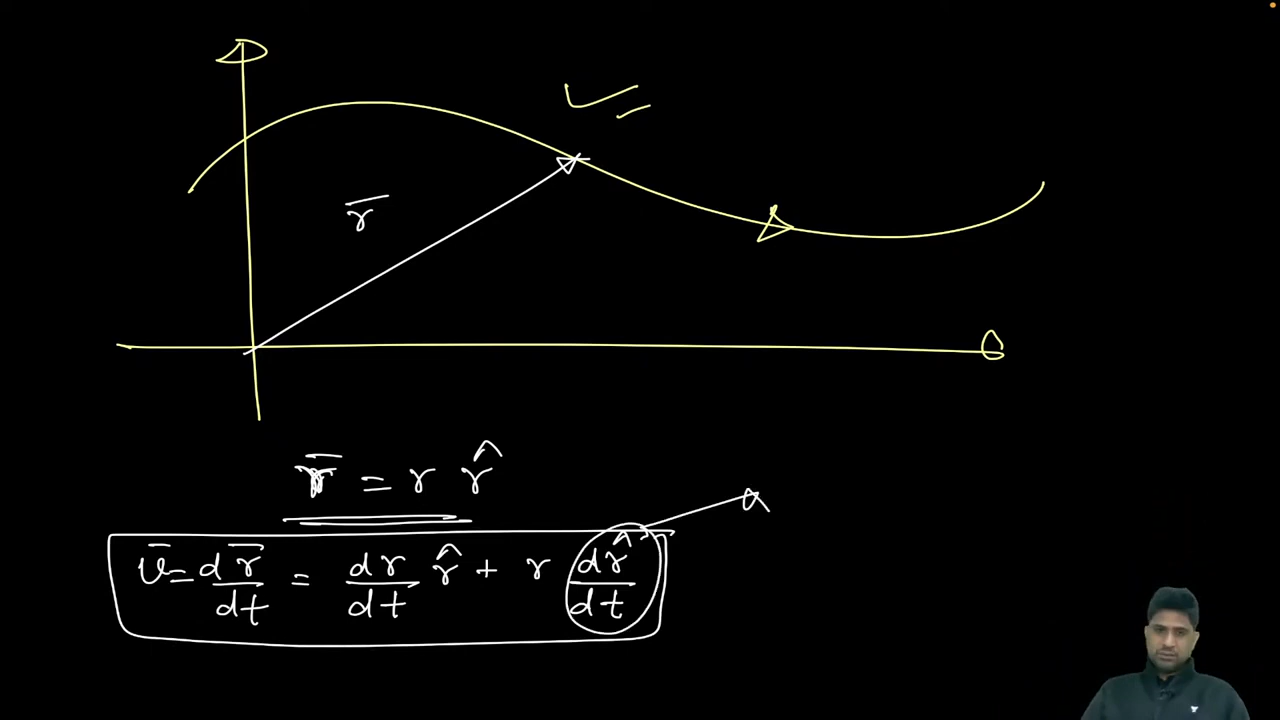 r̄
r̄ = r r̂
v̄ = dr̄/dt = dr/dt r̂ + r dr̂/dt